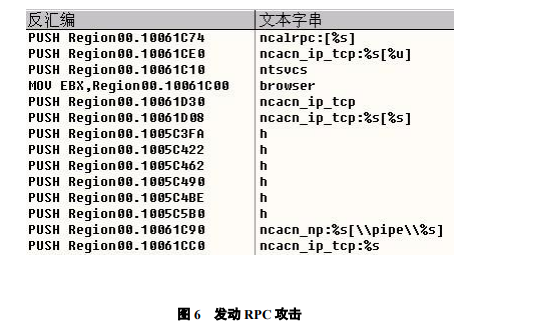 反汇编 文本字串
PUSH Region00.10061C74 ncalrpc:[%s]
PUSH Region00.10061CE0 ncacn_ip_tcp:%s[%u]
PUSH Region00.10061C10 ntsvcs
MOV EBX,Region00.10061C00 browser
PUSH Region00.10061D30 ncacn_ip_tcp
PUSH Region00.10061D08 ncacn_ip_tcp:%s[%s]
PUSH Region00.1005C3FA h
PUSH Region00.1005C422 h
PUSH Region00.1005C462 h
PUSH Region00.1005C490 h
PUSH Region00.1005C4BE h
PUSH Region00.1005C5B0 h
PUSH Region00.10061C90 ncacn_np:%s[\\pipe\\%s]
PUSH Region00.10061CC0 ncacn_ip_tcp:%s
图 6 发动 RPC 攻击